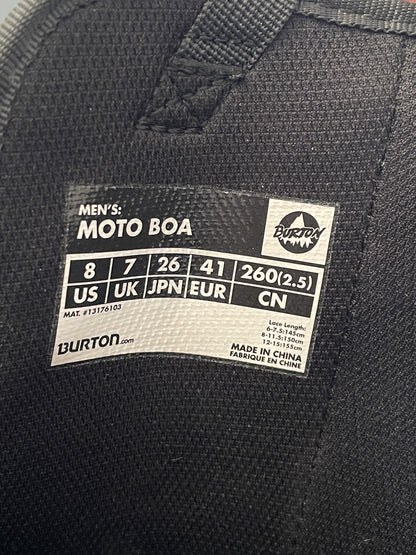 MEN'S:
MOTO BOA
BURTON
8 7 26 41 260(2.5)
US UK JPN EUR CN
MAT. #13176103
Lace Length:
6-7.5:145cm
8-11.5:150cm
12-15:155cm
BURTON.com
MADE IN CHINA
FABRIQUE EN CHINE